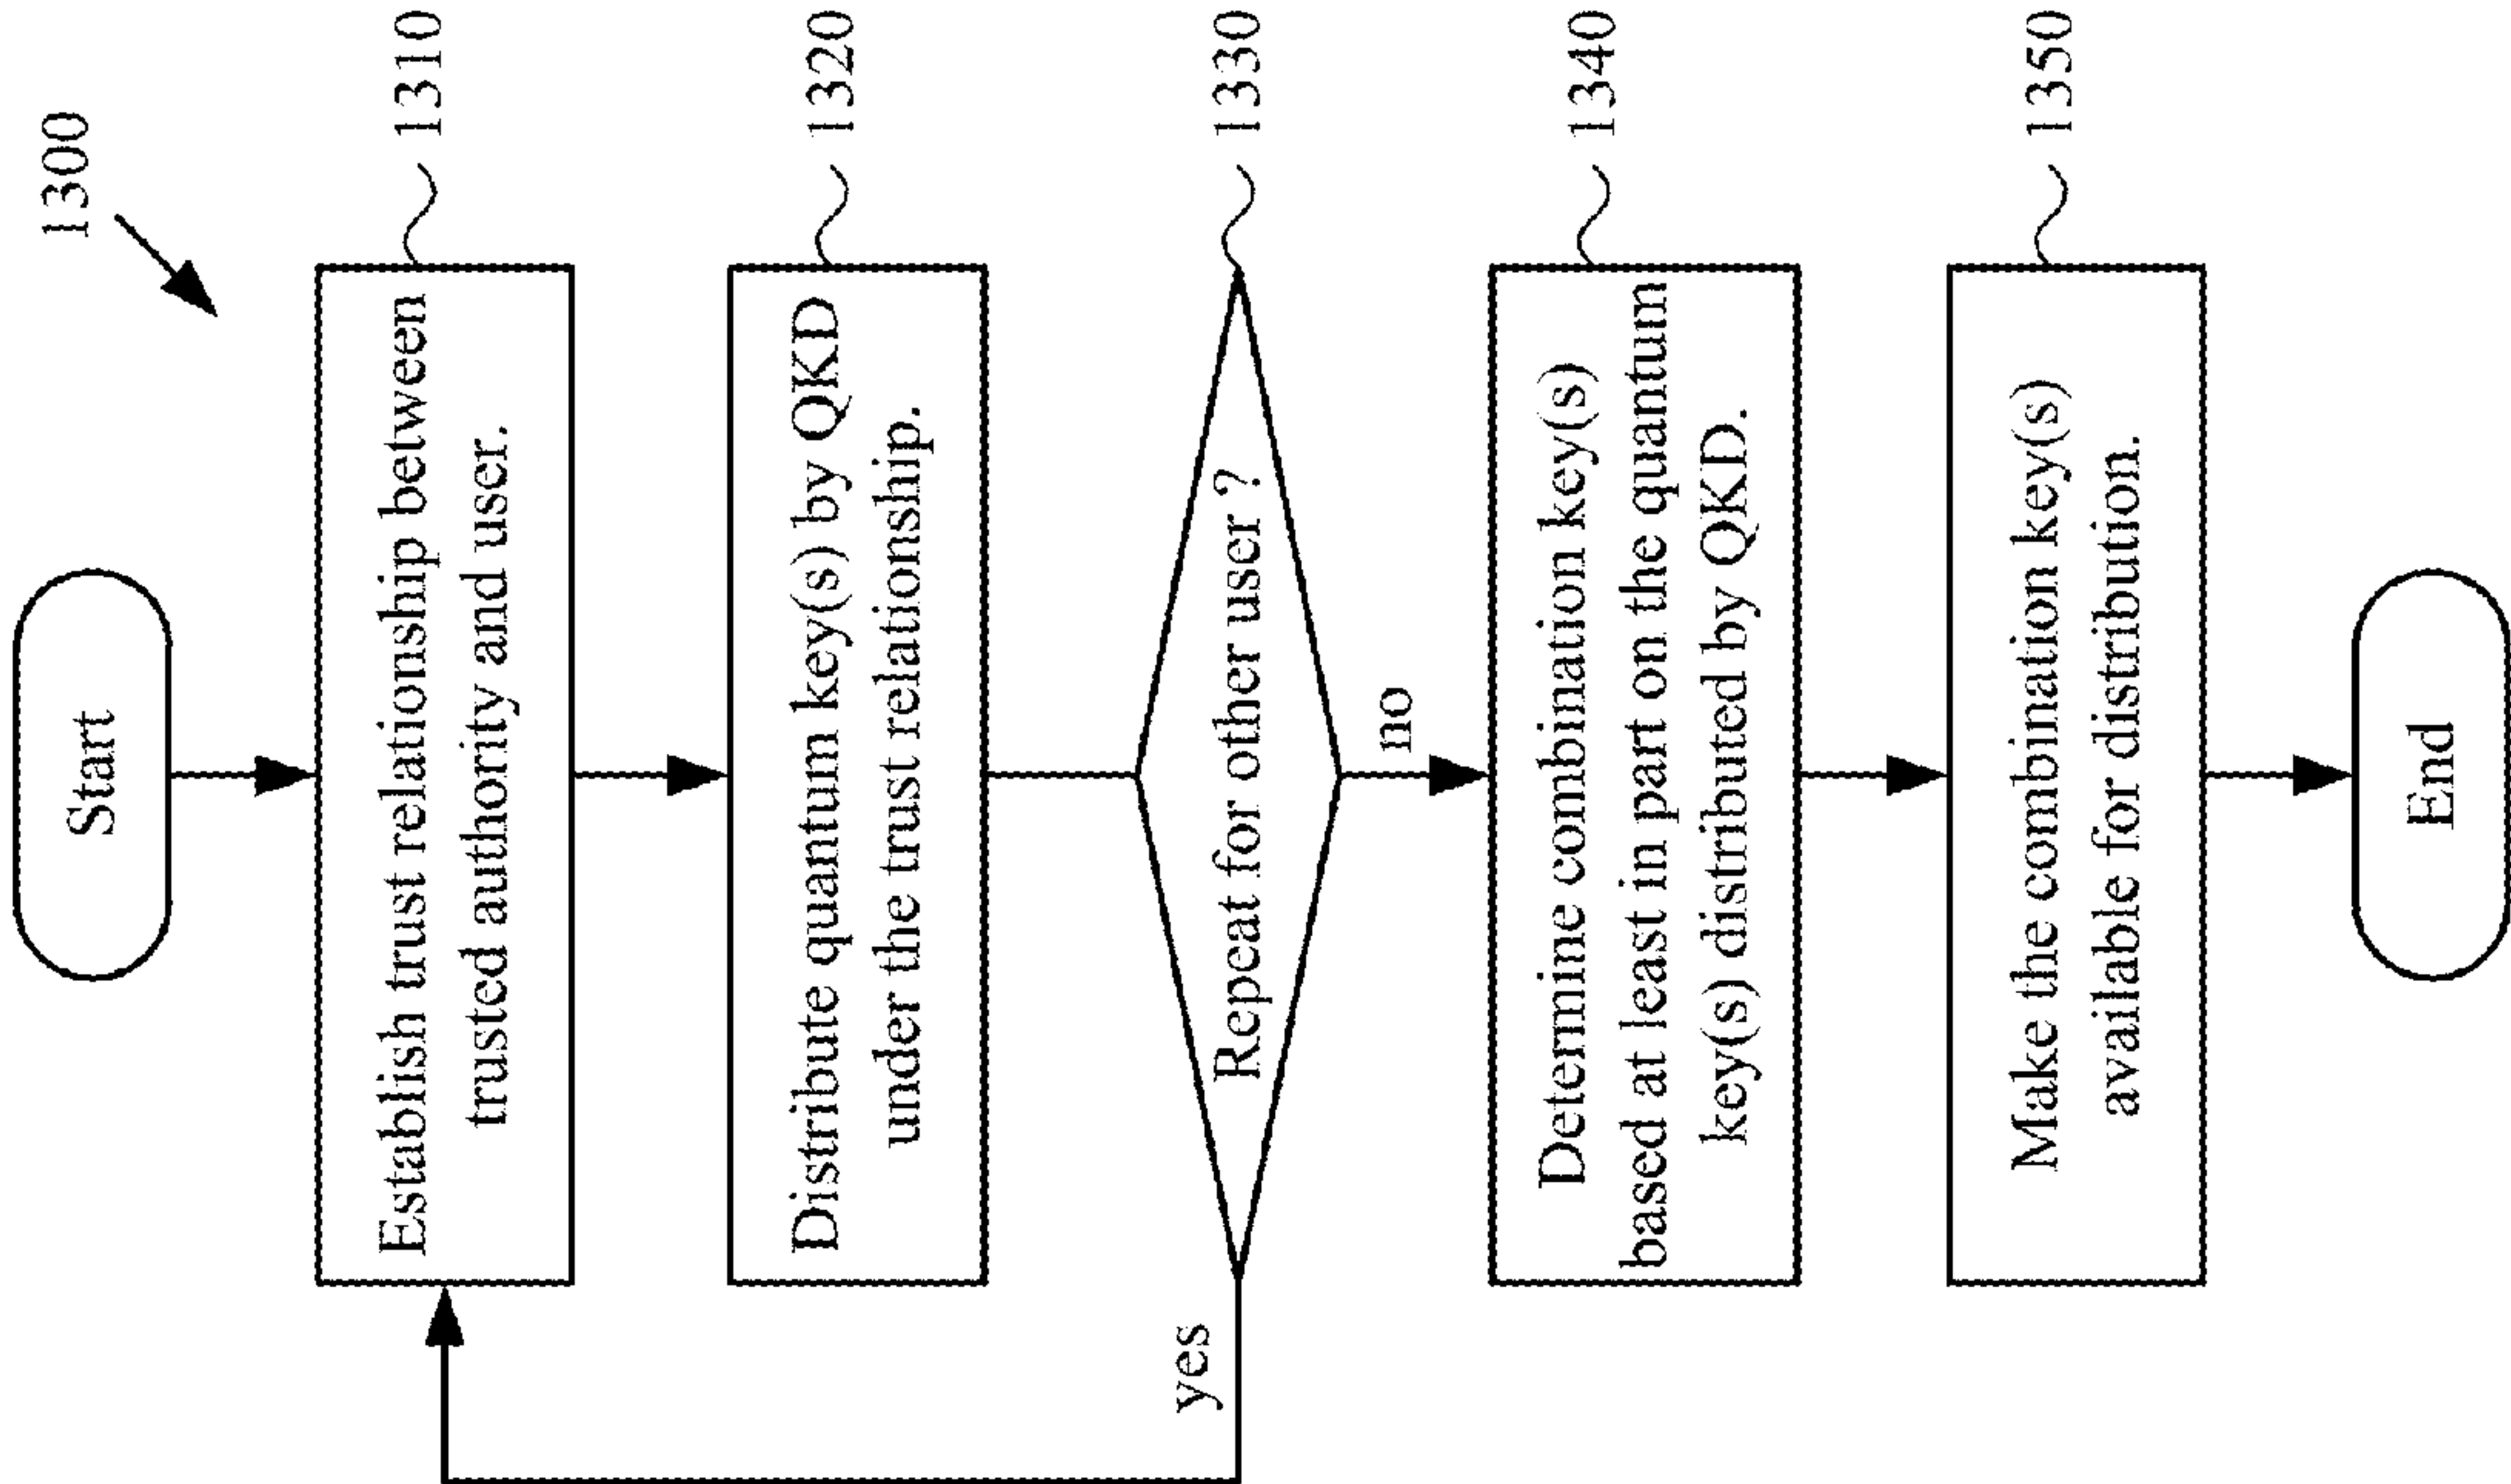 1300
Start
Establish trust relationship between
trusted authority and user.
1310
Distribute quantum key(s) by QKD
under the trust relationship.
1320
Repeat for other user ?
1330
yes
no
Determine combination key(s)
based at least in part on the quantum
key(s) distributed by QKD.
1340
Make the combination key(s)
available for distribution.
1350
End